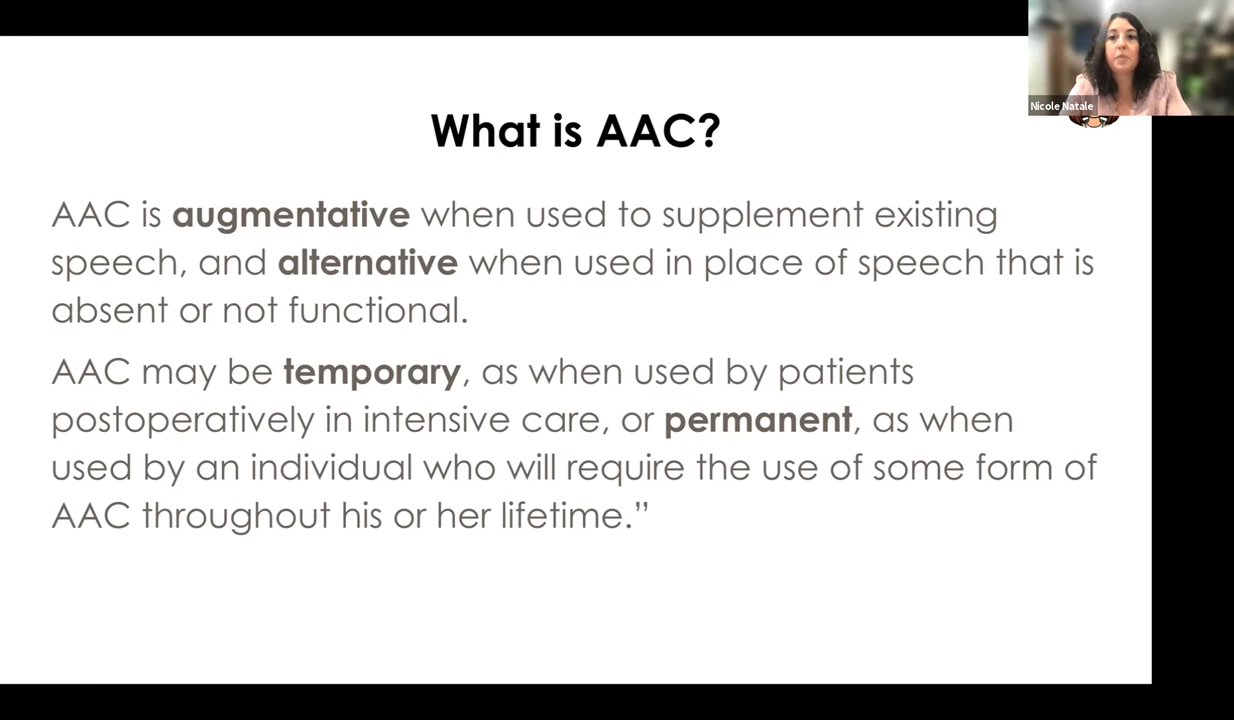 Nicole Natale
What is AAC?
AAC is augmentative when used to supplement existing
speech, and alternative when used in place of speech that is
absent or not functional.
AAC may be temporary, as when used by patients
postoperatively in intensive care, or permanent, as when
used by an individual who will require the use of some form of
AAC throughout his or her lifetime.”